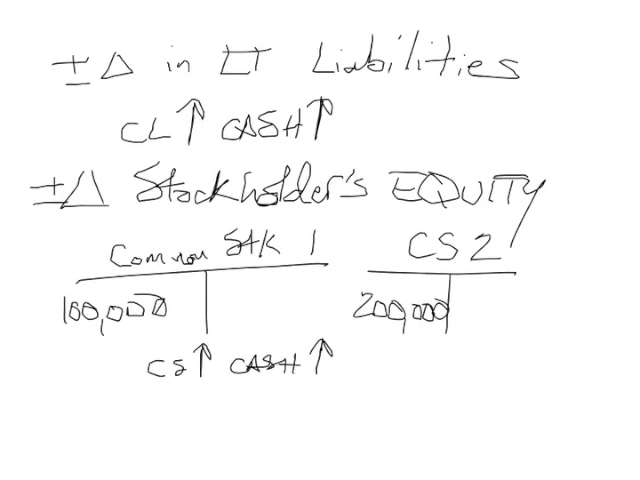 ± Δ in LT Liabilities
CL ↑ CASH ↑
± Δ Stockholder's EQUITY
Common Stk 1 CS 2
100,000 200,000
CS ↑ CASH ↑